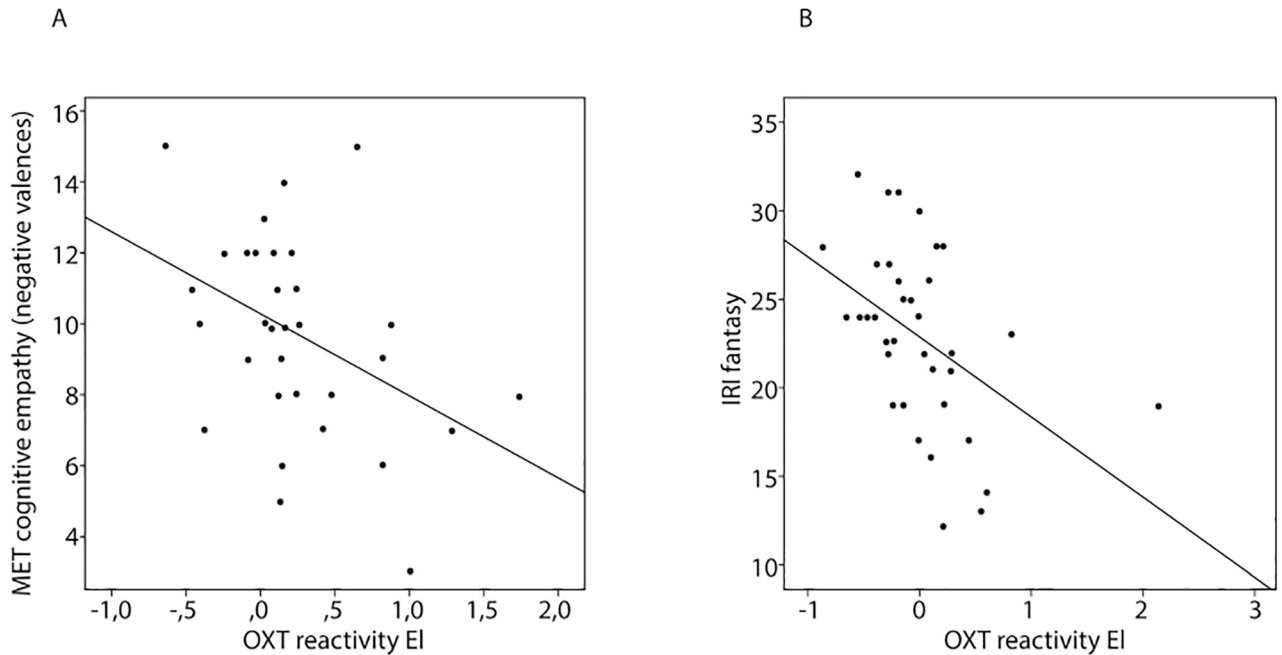 A
MET cognitive empathy (negative valences)
16
14
12
10
8
6
4
-1,0 -,5 ,0 ,5 1,0 1,5 2,0
OXT reactivity El
B
IRI fantasy
35
30
25
20
15
10
-1 0 1 2 3
OXT reactivity El